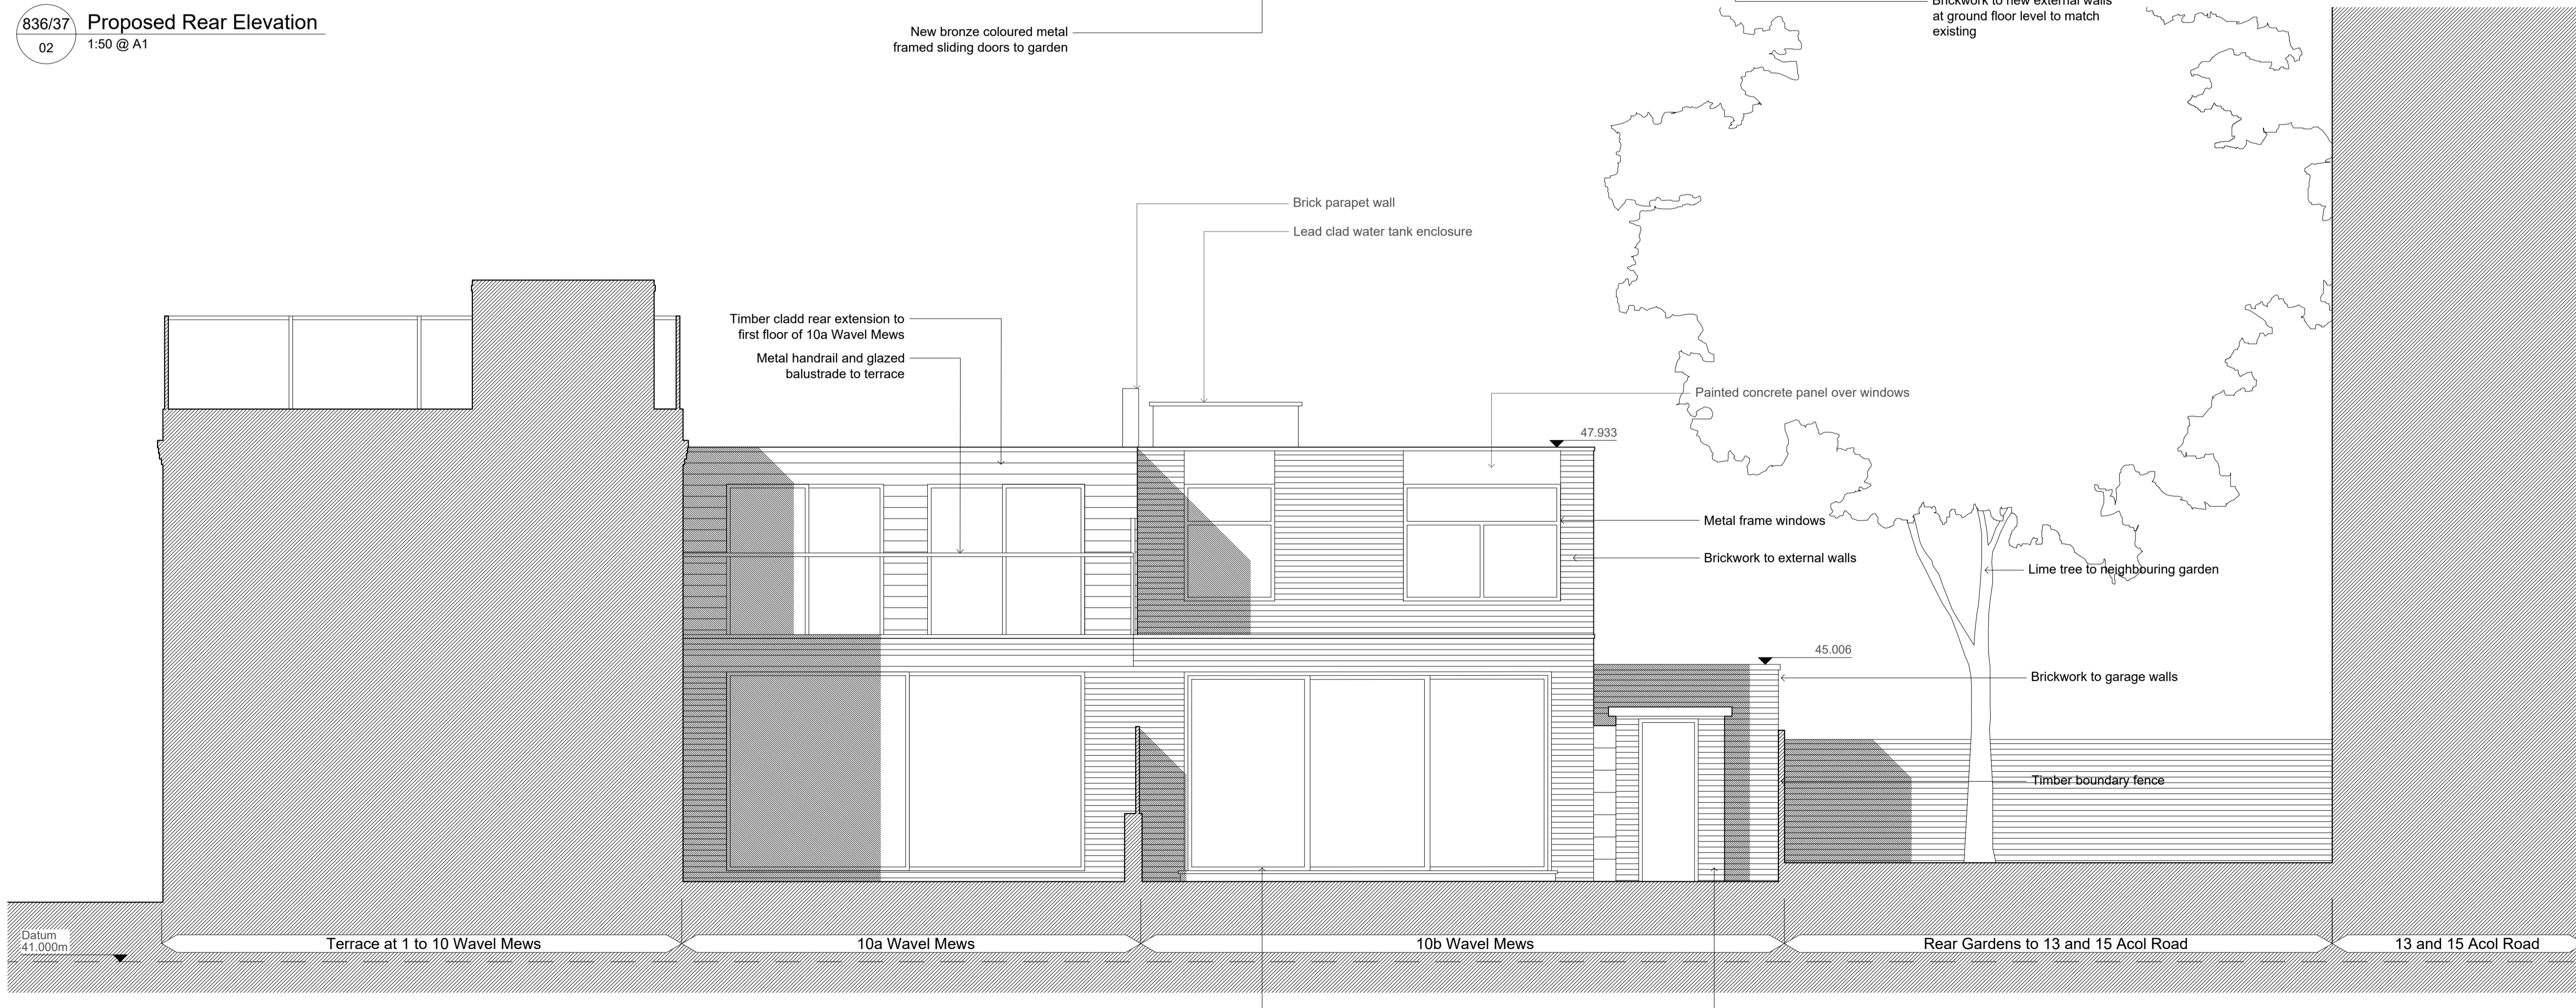 836/37
02
Proposed Rear Elevation
1:50 @ A1
New bronze coloured metal
framed sliding doors to garden
Brickwork to new external walls
at ground floor level to match
existing
Brick parapet wall
Lead clad water tank enclosure
Timber cladd rear extension to
first floor of 10a Wavel Mews
Metal handrail and glazed
balustrade to terrace
Painted concrete panel over windows
47.933
Metal frame windows
Brickwork to external walls
Lime tree to neighbouring garden
45.006
Brickwork to garage walls
Timber boundary fence
Datum
41.000m
Terrace at 1 to 10 Wavel Mews
10a Wavel Mews
10b Wavel Mews
Rear Gardens to 13 and 15 Acol Road
13 and 15 Acol Road